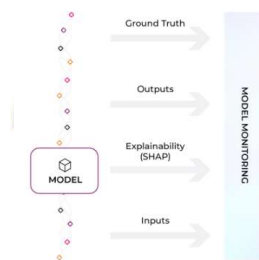 Ground Truth
Outputs
Explainability
(SHAP)
MODEL
Inputs
MODEL MONITORING